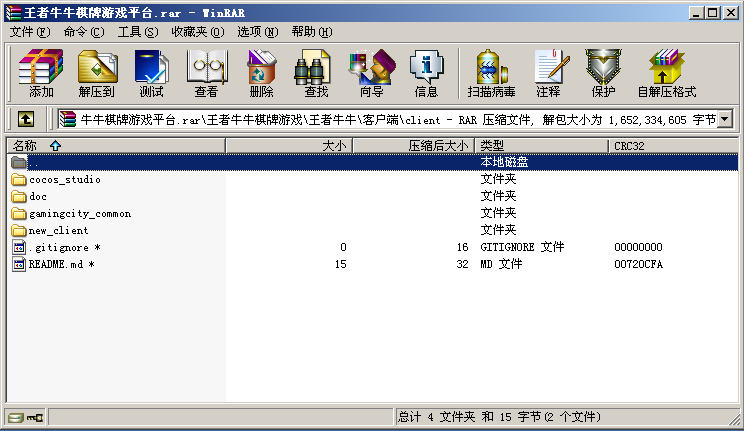 王者牛牛棋牌游戏平台.rar - WinRAR
文件(F) 命令(C) 工具(S) 收藏夹(O) 选项(N) 帮助(H)
添加 解压到 测试 查看 删除 查找 向导 信息 扫描病毒 注释 保护 自解压格式
牛牛棋牌游戏平台.rar\王者牛牛棋牌游戏\王者牛牛\客户端\client - RAR 压缩文件, 解包大小为 1,652,334,605 字节
名称 大小 压缩后大小 类型 CRC32
.. 本地磁盘
cocos_studio 文件夹
doc 文件夹
gamingcity_common 文件夹
new_client 文件夹
.gitignore * 0 16 GITIGNORE 文件 00000000
README.md * 15 32 MD 文件 00720CFA
总计 4 文件夹 和 15 字节(2 个文件)